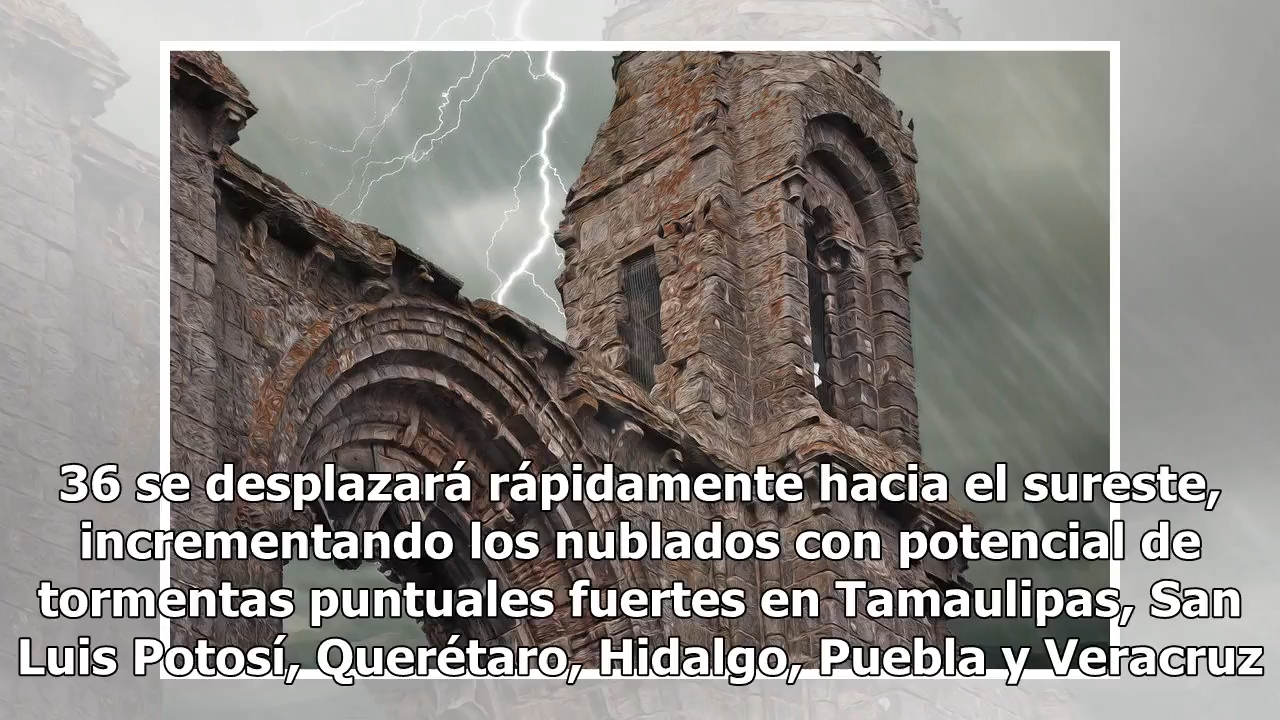 36 se desplazará rápidamente hacia el sureste,
incrementando los nublados con potencial de
tormentas puntuales fuertes en Tamaulipas, San
Luis Potosí, Querétaro, Hidalgo, Puebla y Veracruz